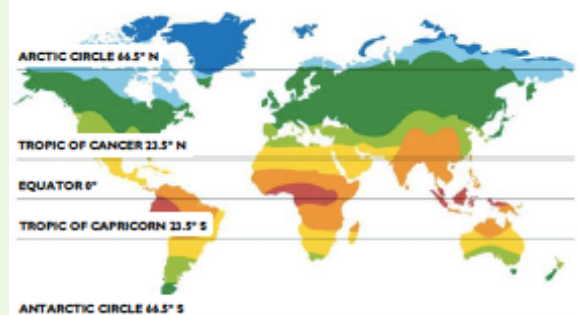 ARCTIC CIRCLE 66.5° N
TROPIC OF CANCER 23.5° N
EQUATOR 0°
TROPIC OF CAPRICORN 23.5° S
ANTARCTIC CIRCLE 66.5° S